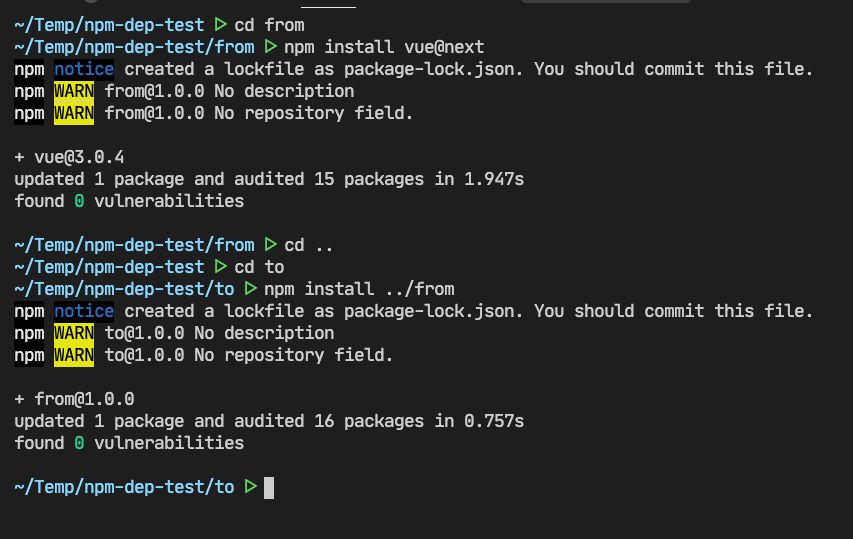 ~/Temp/npm-dep-test ▷ cd from
~/Temp/npm-dep-test/from ▷ npm install vue@next
npm notice created a lockfile as package-lock.json. You should commit this file.
npm WARN from@1.0.0 No description
npm WARN from@1.0.0 No repository field.
+ vue@3.0.4
updated 1 package and audited 15 packages in 1.947s
found 0 vulnerabilities
~/Temp/npm-dep-test/from ▷ cd ..
~/Temp/npm-dep-test ▷ cd to
~/Temp/npm-dep-test/to ▷ npm install ../from
npm notice created a lockfile as package-lock.json. You should commit this file.
npm WARN to@1.0.0 No description
npm WARN to@1.0.0 No repository field.
+ from@1.0.0
updated 1 package and audited 16 packages in 0.757s
found 0 vulnerabilities
~/Temp/npm-dep-test/to ▷